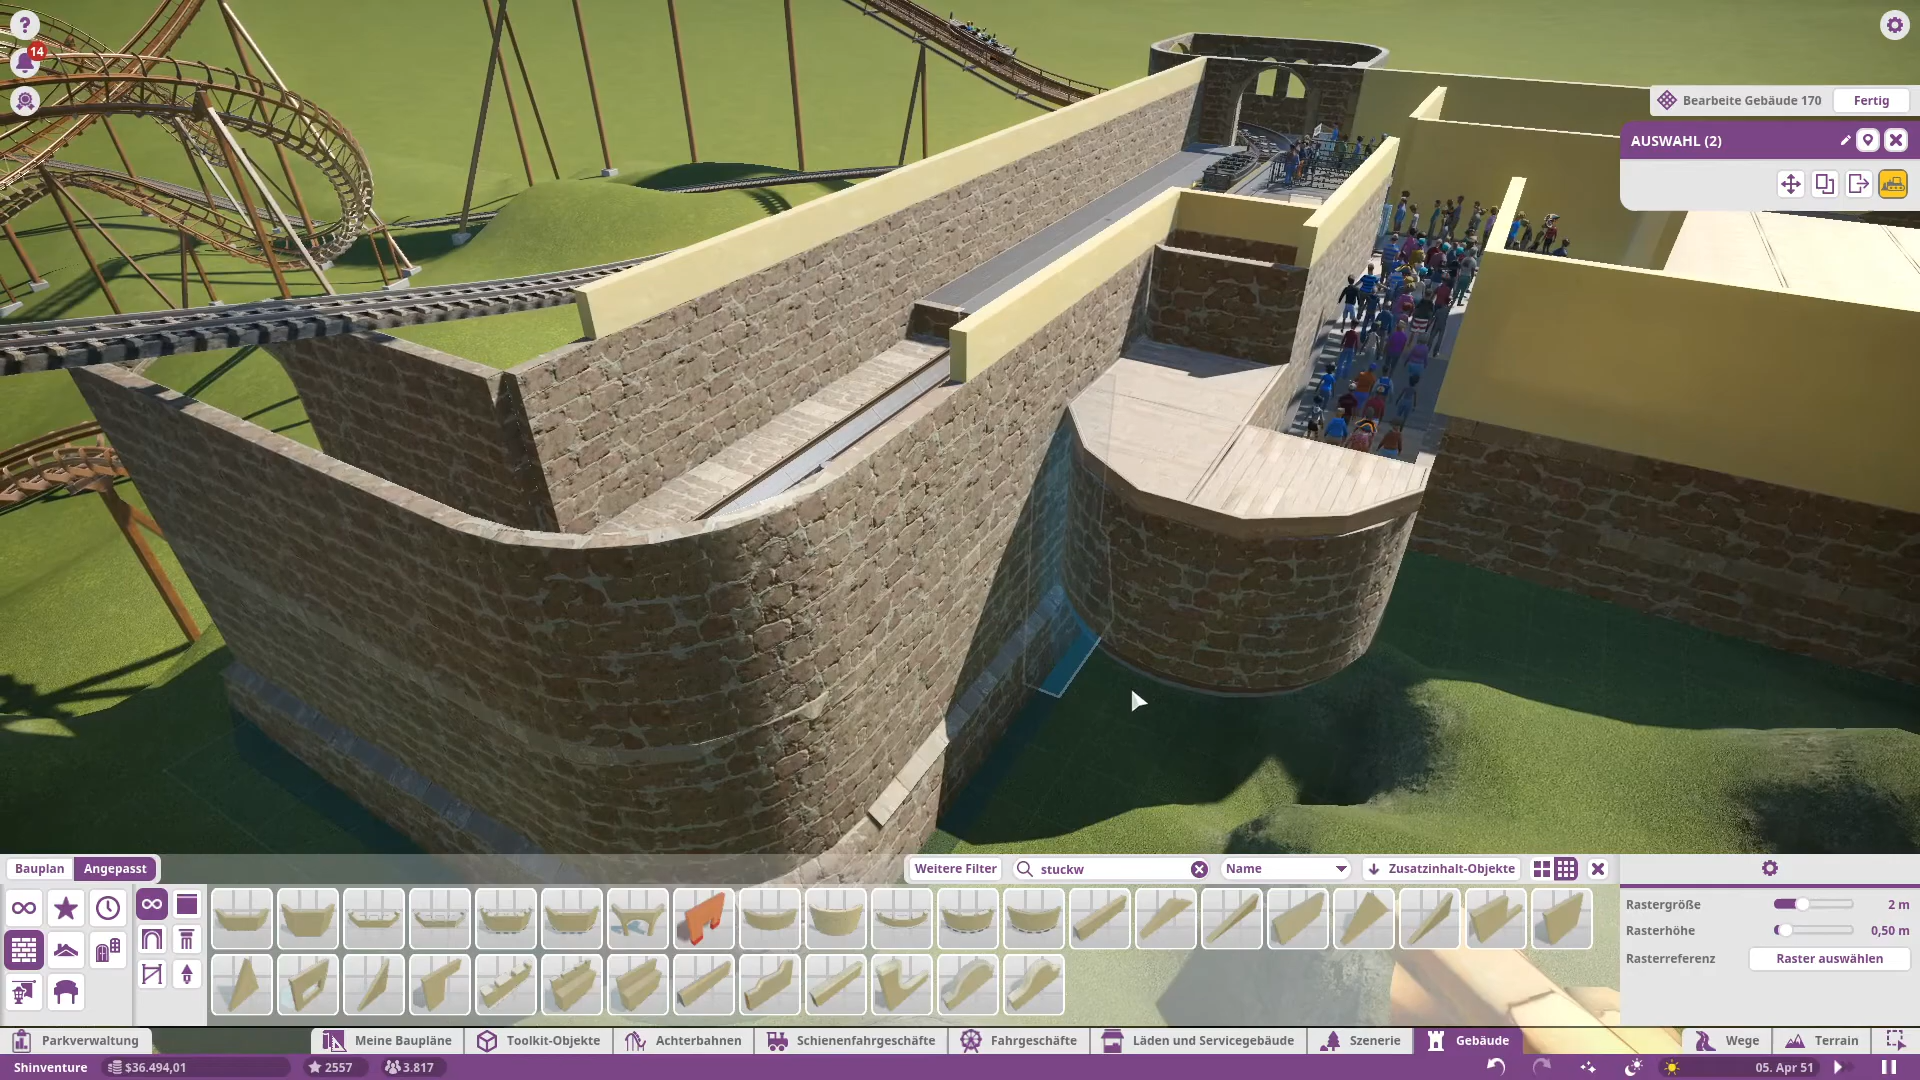 ?
14
Bearbeite Gebäude 170
Fertig
AUSWAHL (2)
Bauplan
Angepasst
Weitere Filter
stuckw
Name
Zusatzinhalt-Objekte
Rastergröße
2 m
Rasterhöhe
0,50 m
Rasterreferenz
Raster auswählen
Parkverwaltung
Meine Baupläne
Toolkit-Objekte
Achterbahnen
Schienenfahrgeschäfte
Fahrgeschäfte
Läden und Servicegebäude
Szenerie
Gebäude
Wege
Terrain
Shinventure
$36.494,01
2557
3.817
05. Apr 51